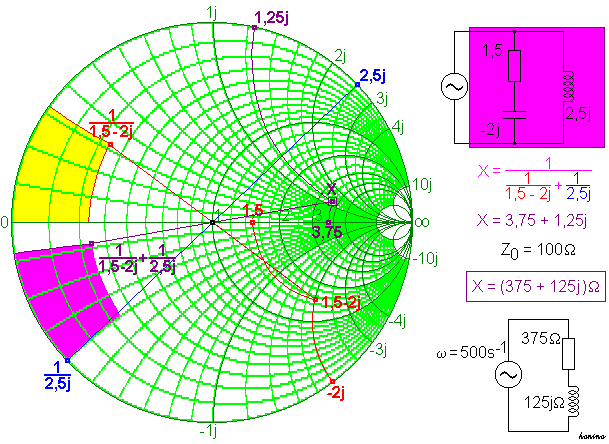 1j
1,25j
2j
2,5j
3j
4j
10j
∞
-10j
-4j
-3j
-2j
-1j
0
1
1,5-2j
X
1,5
3
3,75
1 + 1
1,5-2j 2,5j
1,5-2j
1
2,5j
1,5
-2j
2,5j
X = 1
1 + 1
1,5 - 2j 2,5j
X = 3,75 + 1,25j
Z0 = 100Ω
X = (375 + 125j)Ω
ω = 500s-1
375Ω
125jΩ
honina